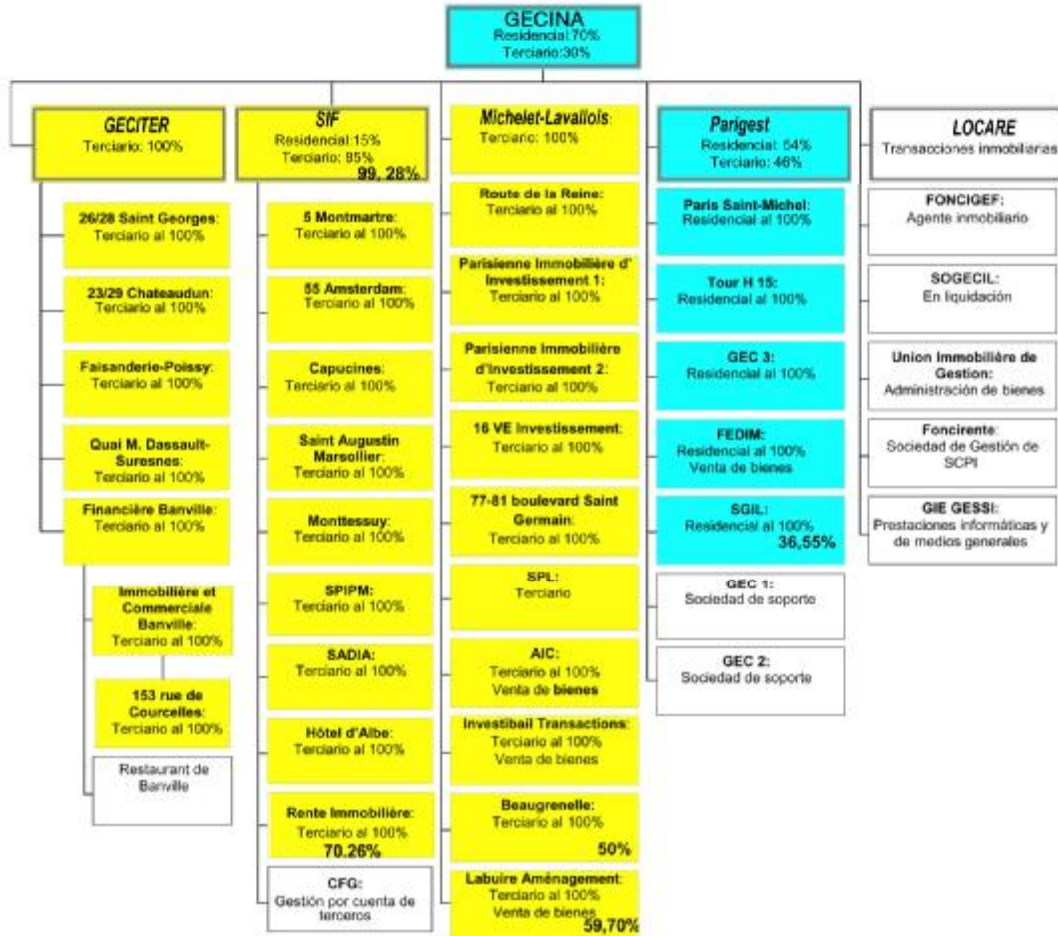 GECINA
Residencial:70%
Terciario:30%
GECITER
Terciario: 100%
26/28 Saint Georges:
Terciario al 100%
23/29 Chateaudun:
Terciario al 100%
Faisanderie-Poissy:
Terciario al 100%
Quai M. Dassault-
Suresnes:
Terciario al 100%
Financière Banville:
Terciario al 100%
Immobilière et
Commerciale
Banville:
Terciario al 100%
153 rue de
Courcelles:
Terciario al 100%
Restaurant de
Banville
SIF
Residencial:15%
Terciario: 85%
99, 28%
5 Montmartre:
Terciario al 100%
55 Amsterdam:
Terciario al 100%
Capucines:
Terciario al 100%
Saint Augustin
Marsollier:
Terciario al 100%
Monttessuy:
Terciario al 100%
SPIPM:
Terciario al 100%
SADIA:
Terciario al 100%
Hôtel d'Albe:
Terciario al 100%
Rente Immobilière:
Terciario al 100%
70.26%
CFG:
Gestión por cuenta de
terceros
Michelet-Lavallois:
Terciario: 100%
Route de la Reine:
Terciario al 100%
Parisienne Immobilière d'
Investissement 1:
Terciario al 100%
Parisienne Immobilière
d'Investissement 2:
Terciario al 100%
16 VE Investissement:
Terciario al 100%
77-81 boulevard Saint
Germain:
Terciario al 100%
SPL:
Terciario
AIC:
Terciario al 100%
Venta de bienes
Investibail Transactions:
Terciario al 100%
Venta de bienes
Beaugrenelle:
Terciario al 100%
50%
Labuire Aménagement:
Terciario al 100%
Venta de bienes
59,70%
Parigest
Residencial: 54%
Terciario: 46%
Paris Saint-Michel:
Residencial al 100%
Tour H 15:
Residencial al 100%
GEC 3:
Residencial al 100%
FEDIM:
Residencial al 100%
Venta de bienes
SGIL:
Residencial al 100%
36,55%
GEC 1:
Sociedad de soporte
GEC 2:
Sociedad de soporte
LOCARE
Transacciones inmobiliarias
FONCIGEF:
Agente inmobiliario
SOGECIL:
En liquidación
Union Immobilière de
Gestion:
Administración de bienes
Foncirente:
Sociedad de Gestión de
SCPI
GIE GESSI:
Prestaciones informáticas y
de medios generales